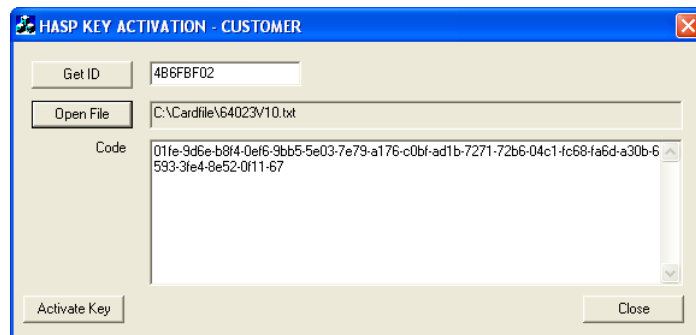 HASP KEY ACTIVATION - CUSTOMER
Get ID
4B6FBF02
Open File
C:\Cardfile\64023V10.txt
Code
01fe-9d6e-b8f4-0ef6-9bb5-5e03-7e79-a176-c0bf-ad1b-7271-72b6-04c1-fc68-fa6d-a30b-6
593-3fe4-8e52-0f11-67
Activate Key
Close